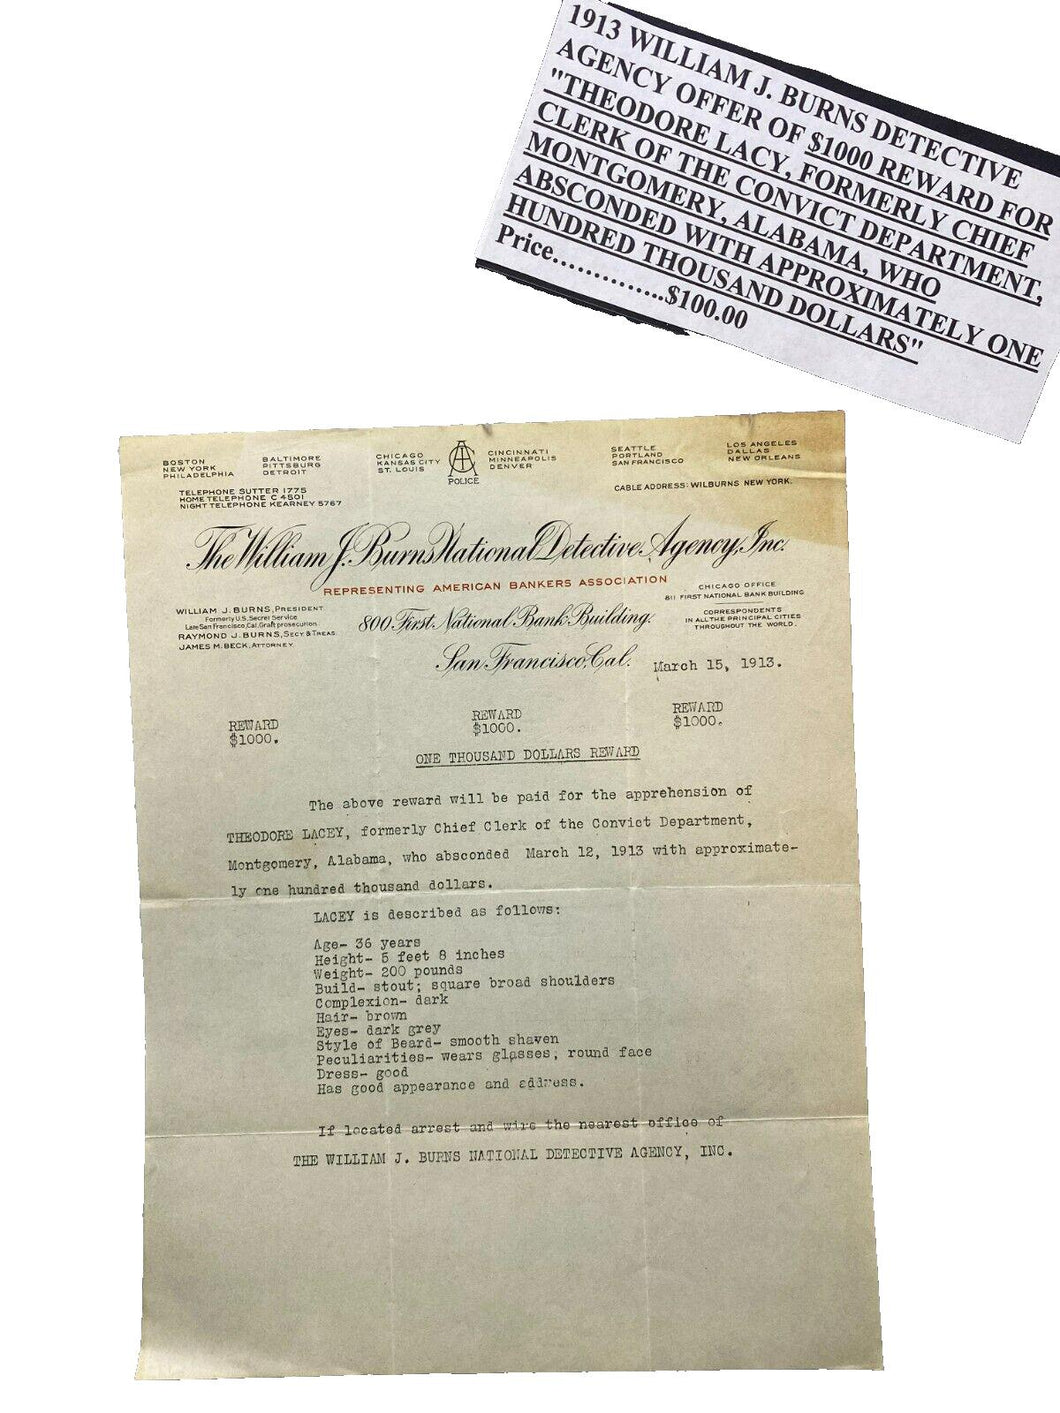 1913 WILLIAM J. BURNS DETECTIVE
AGENCY OFFER OF $1000 REWARD FOR
"THEODORE LACY, FORMERLY CHIEF
CLERK OF THE CONVICT DEPARTMENT,
MONTGOMERY, ALABAMA, WHO
ABSCONDED WITH APPROXIMATELY ONE
HUNDRED THOUSAND DOLLARS"
Price...............$100.00
BOSTON
NEW YORK
PHILADELPHIA
BALTIMORE
PITTSBURG
DETROIT
CHICAGO
KANSAS CITY
ST. LOUIS
POLICE
CINCINNATI
MINNEAPOLIS
DENVER
SEATTLE
PORTLAND
SAN FRANCISCO
LOS ANGELES
DALLAS
NEW ORLEANS
TELEPHONE SUTTER 1775
HOME TELEPHONE C 4501
NIGHT TELEPHONE KEARNEY 5767
CABLE ADDRESS: WILBURNS NEW YORK.
The William J. Burns National Detective Agency, Inc.
REPRESENTING AMERICAN BANKERS ASSOCIATION
WILLIAM J. BURNS, PRESIDENT
Formerly U.S. Secret Service
Late San Francisco, Cal. Graft prosecution
RAYMOND J. BURNS, SECY & TREAS.
JAMES M. BECK, ATTORNEY
800 First National Bank Building.
CHICAGO OFFICE
811 FIRST NATIONAL BANK BUILDING
CORRESPONDENTS
IN ALL THE PRINCIPAL CITIES
THROUGHOUT THE WORLD.
San Francisco, Cal. March 15, 1913.
REWARD REWARD REWARD
$1000. $1000. $1000.
ONE THOUSAND DOLLARS REWARD
The above reward will be paid for the apprehension of
THEODORE LACEY, formerly Chief Clerk of the Convict Department,
Montgomery, Alabama, who absconded March 12, 1913 with approximate-
ly one hundred thousand dollars.
LACEY is described as follows:
Age- 36 years
Height- 5 feet 8 inches
Weight- 200 pounds
Build- stout; square broad shoulders
Complexion- dark
Hair- brown
Eyes- dark grey
Style of Beard- smooth shaven
Peculiarities- wears glasses, round face
Dress- good
Has good appearance and address.
If located arrest and wire the nearest office of
THE WILLIAM J. BURNS NATIONAL DETECTIVE AGENCY, INC.